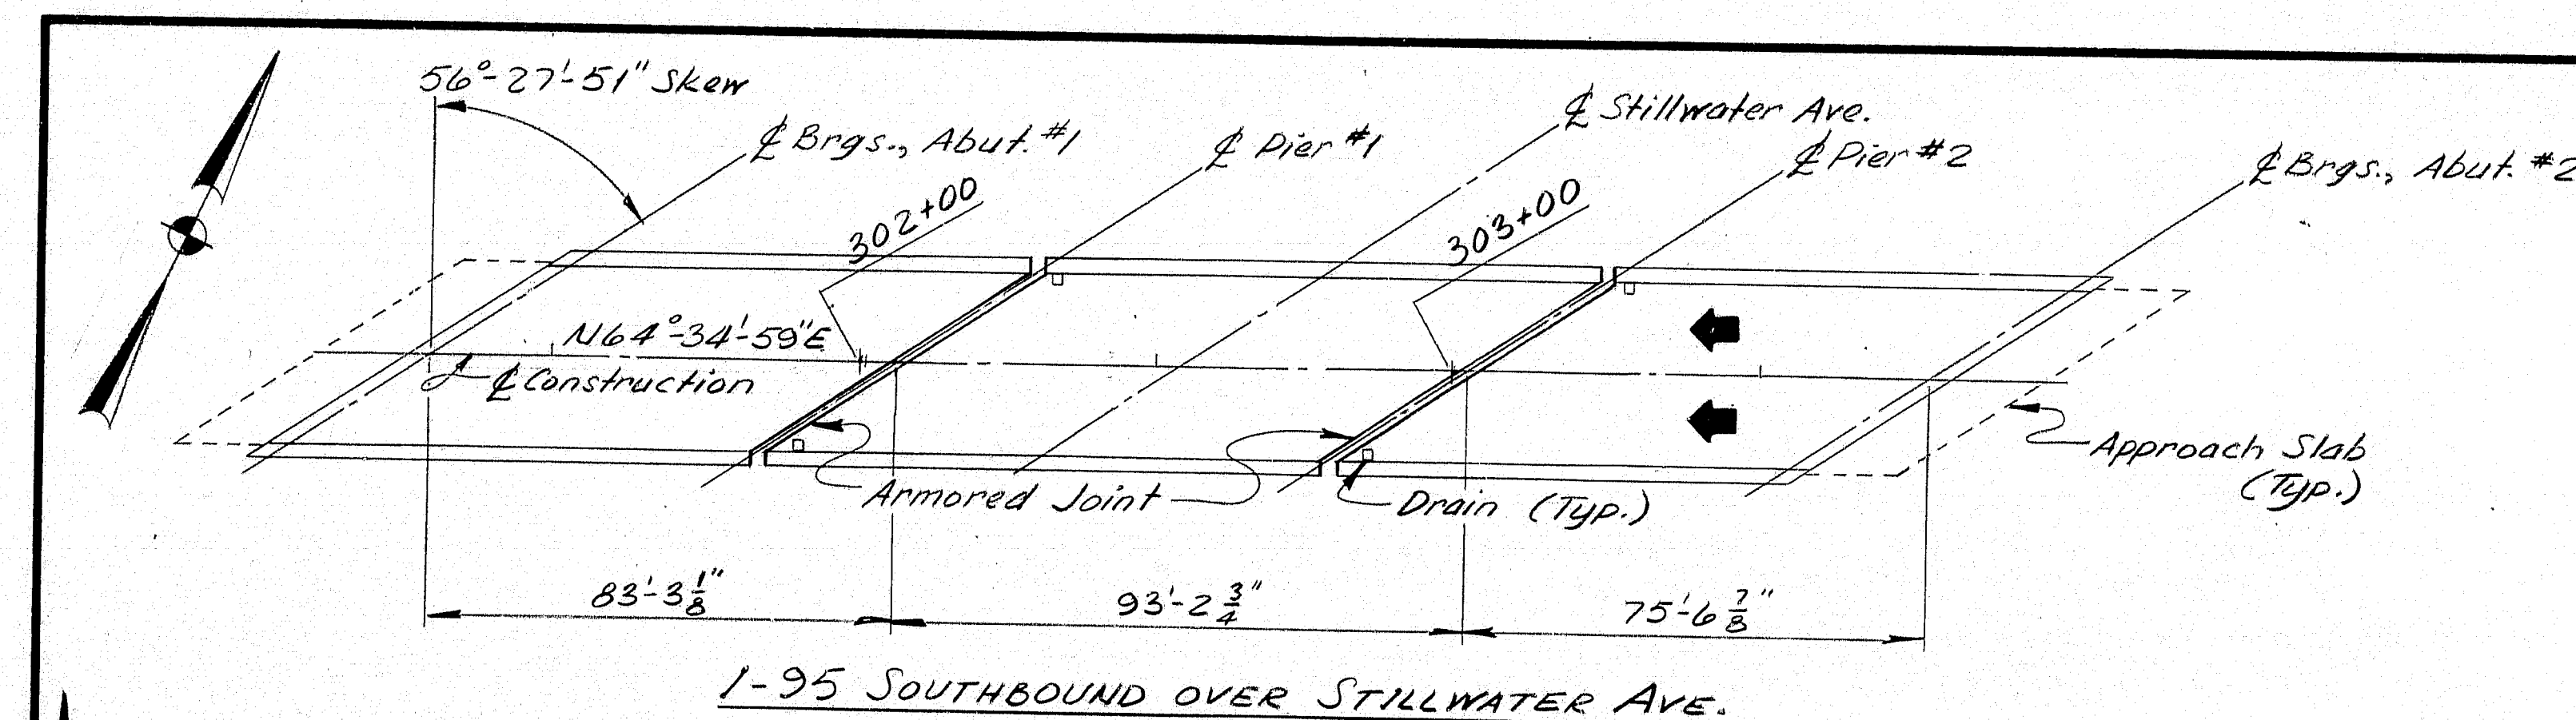 56°-27'-51" Skew
℄ Brgs., Abut. #1
℄ Pier #1
℄ Stillwater Ave.
℄ Pier #2
℄ Brgs., Abut. #2
302+00
303+00
N64°-34'-59"E
℄ Construction
Armored Joint
Drain (Typ.)
Approach Slab
(Typ.)
83'-3 1/8"
93'-2 3/4"
75'-6 7/8"
I-95 SOUTHBOUND OVER STILLWATER AVE.